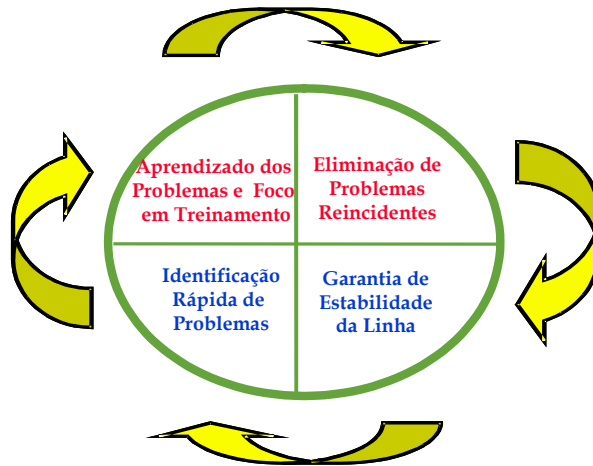 Aprendizado dos
Problemas e Foco
em Treinamento
Eliminação de
Problemas
Reincidentes
Identificação
Rápida de
Problemas
Garantia de
Estabilidade
da Linha